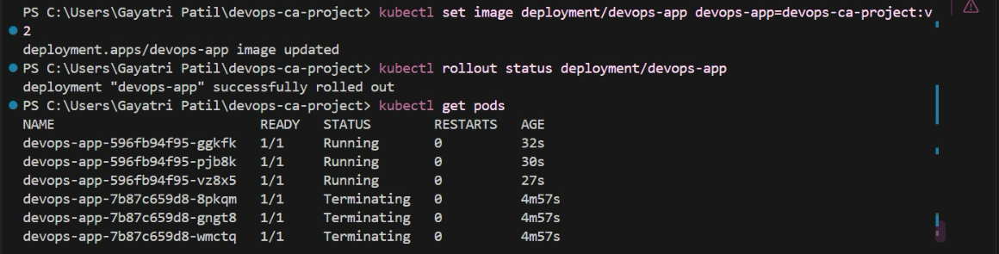 PS C:\Users\Gayatri Patil\devops-ca-project> kubectl set image deployment/devops-app devops-app=devops-ca-project:v
2
deployment.apps/devops-app image updated
PS C:\Users\Gayatri Patil\devops-ca-project> kubectl rollout status deployment/devops-app
deployment "devops-app" successfully rolled out
PS C:\Users\Gayatri Patil\devops-ca-project> kubectl get pods
NAME READY STATUS RESTARTS AGE
devops-app-596fb94f95-ggkfk 1/1 Running 0 32s
devops-app-596fb94f95-pjb8k 1/1 Running 0 30s
devops-app-596fb94f95-vz8x5 1/1 Running 0 27s
devops-app-7b87c659d8-8pkqm 1/1 Terminating 0 4m57s
devops-app-7b87c659d8-gngt8 1/1 Terminating 0 4m57s
devops-app-7b87c659d8-wmctq 1/1 Terminating 0 4m57s